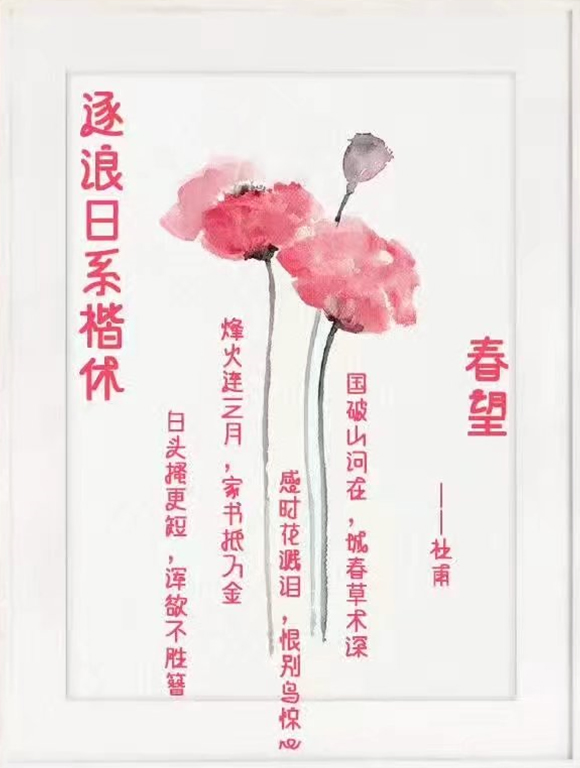 春望
——杜甫
国破山河在，城春草木深
感时花溅泪，恨别鸟惊心
烽火连三月，家书抵万金
白头搔更短，浑欲不胜簪
逐浪日系楷体